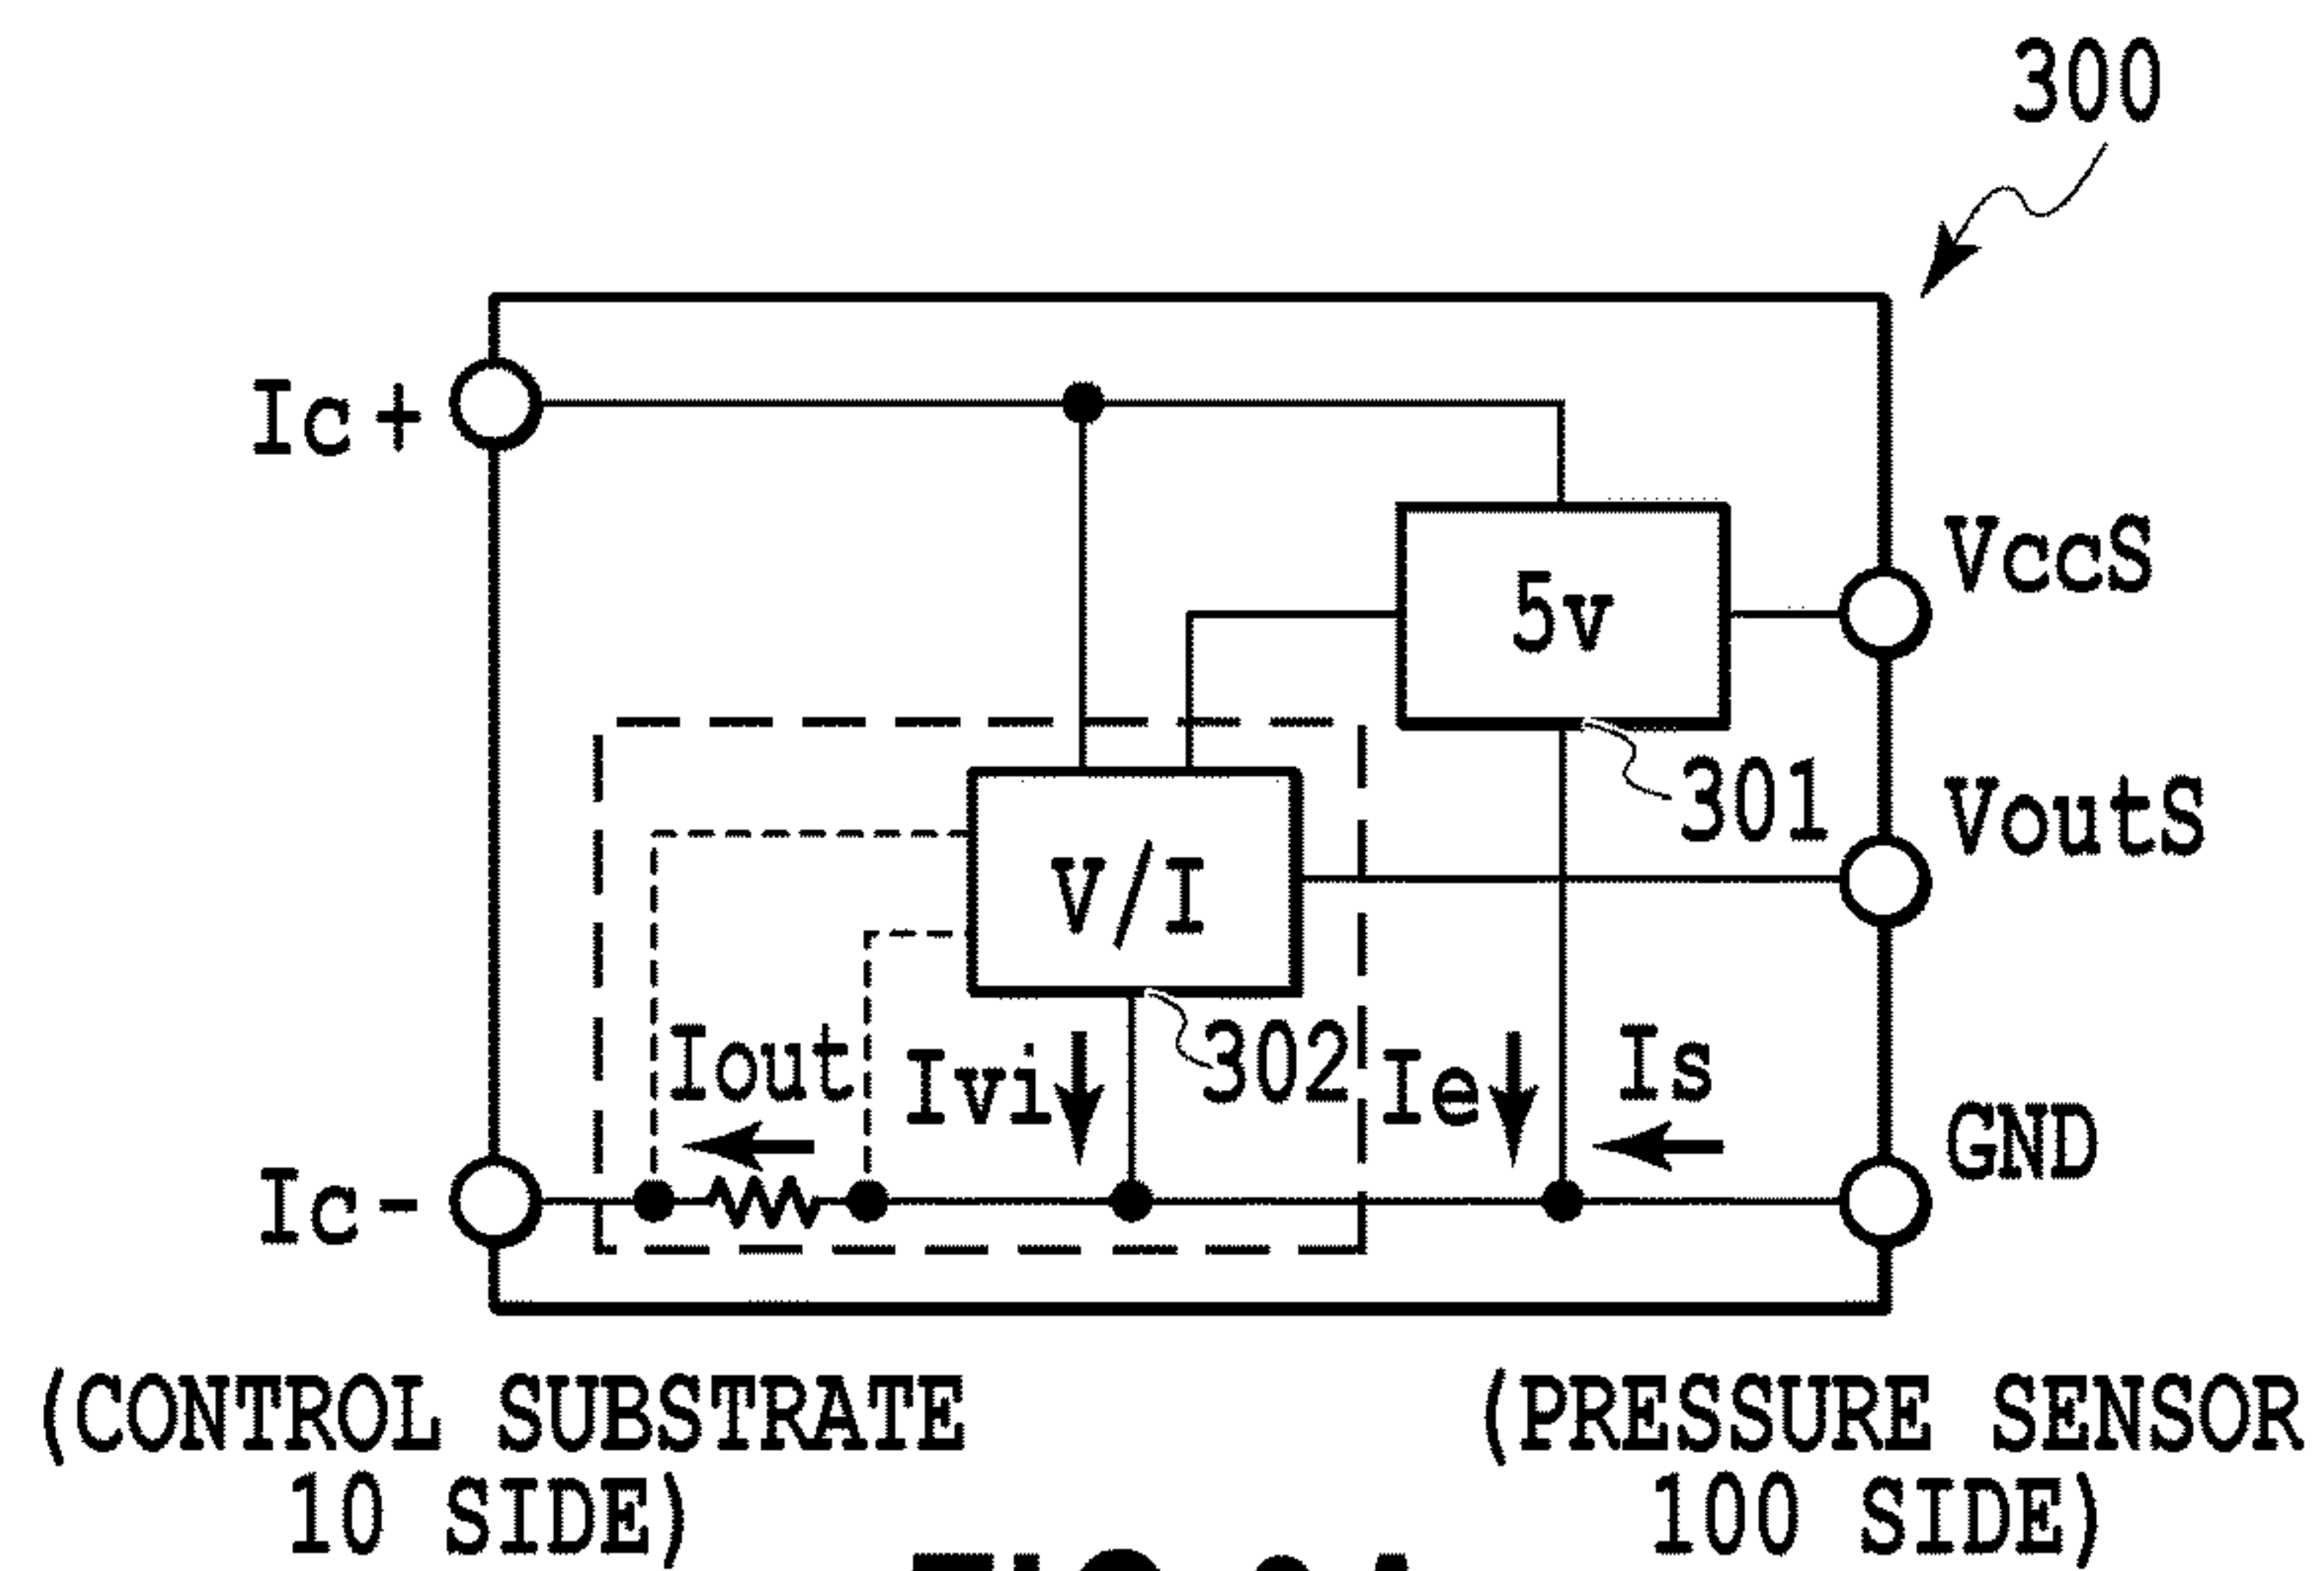 300
Ic+
VccS
5v
301
VoutS
V/I
302
Iout
Ivi
Ie
Is
GND
Ic-
(CONTROL SUBSTRATE
10 SIDE)
(PRESSURE SENSOR
100 SIDE)